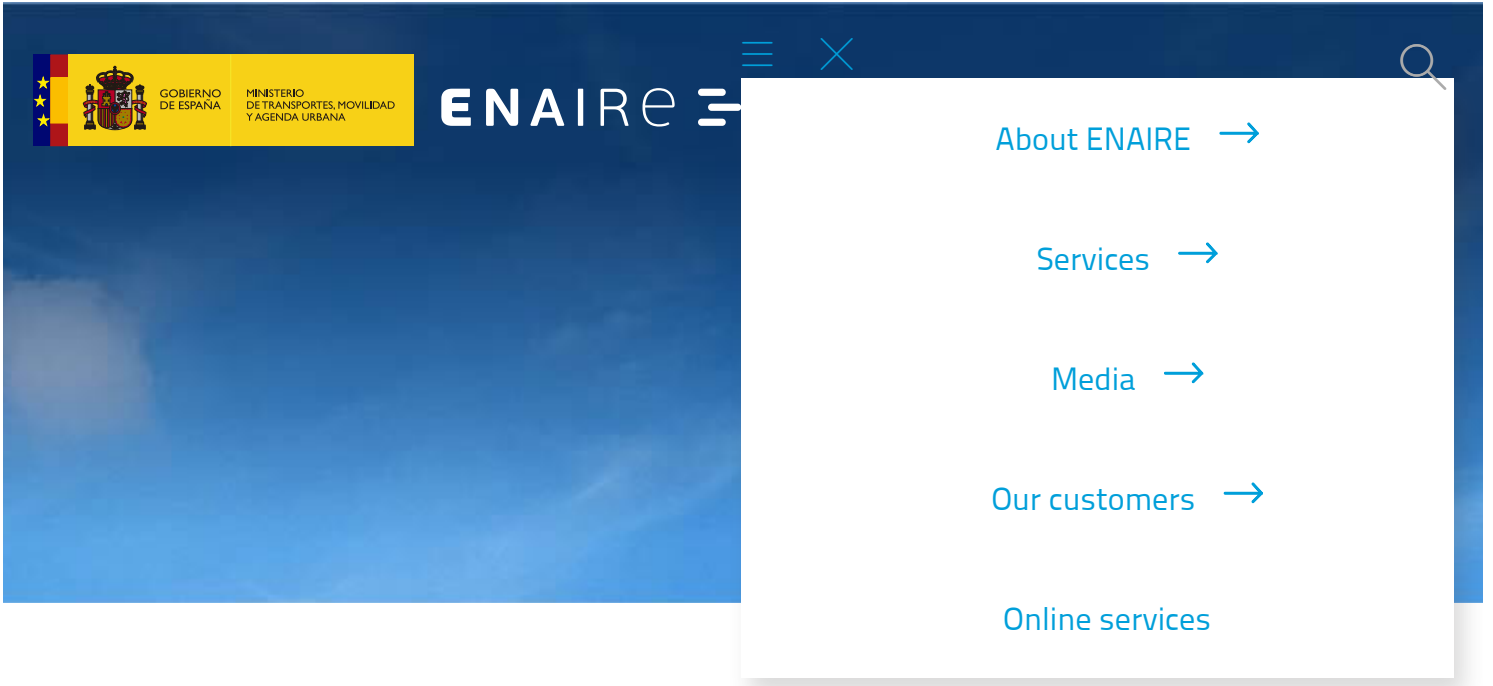 GOBIERNO
DE ESPAÑA
MINISTERIO
DE TRANSPORTES, MOVILIDAD
Y AGENDA URBANA
ENAIRe
About ENAIRE
Services
Media
Our customers
Online services